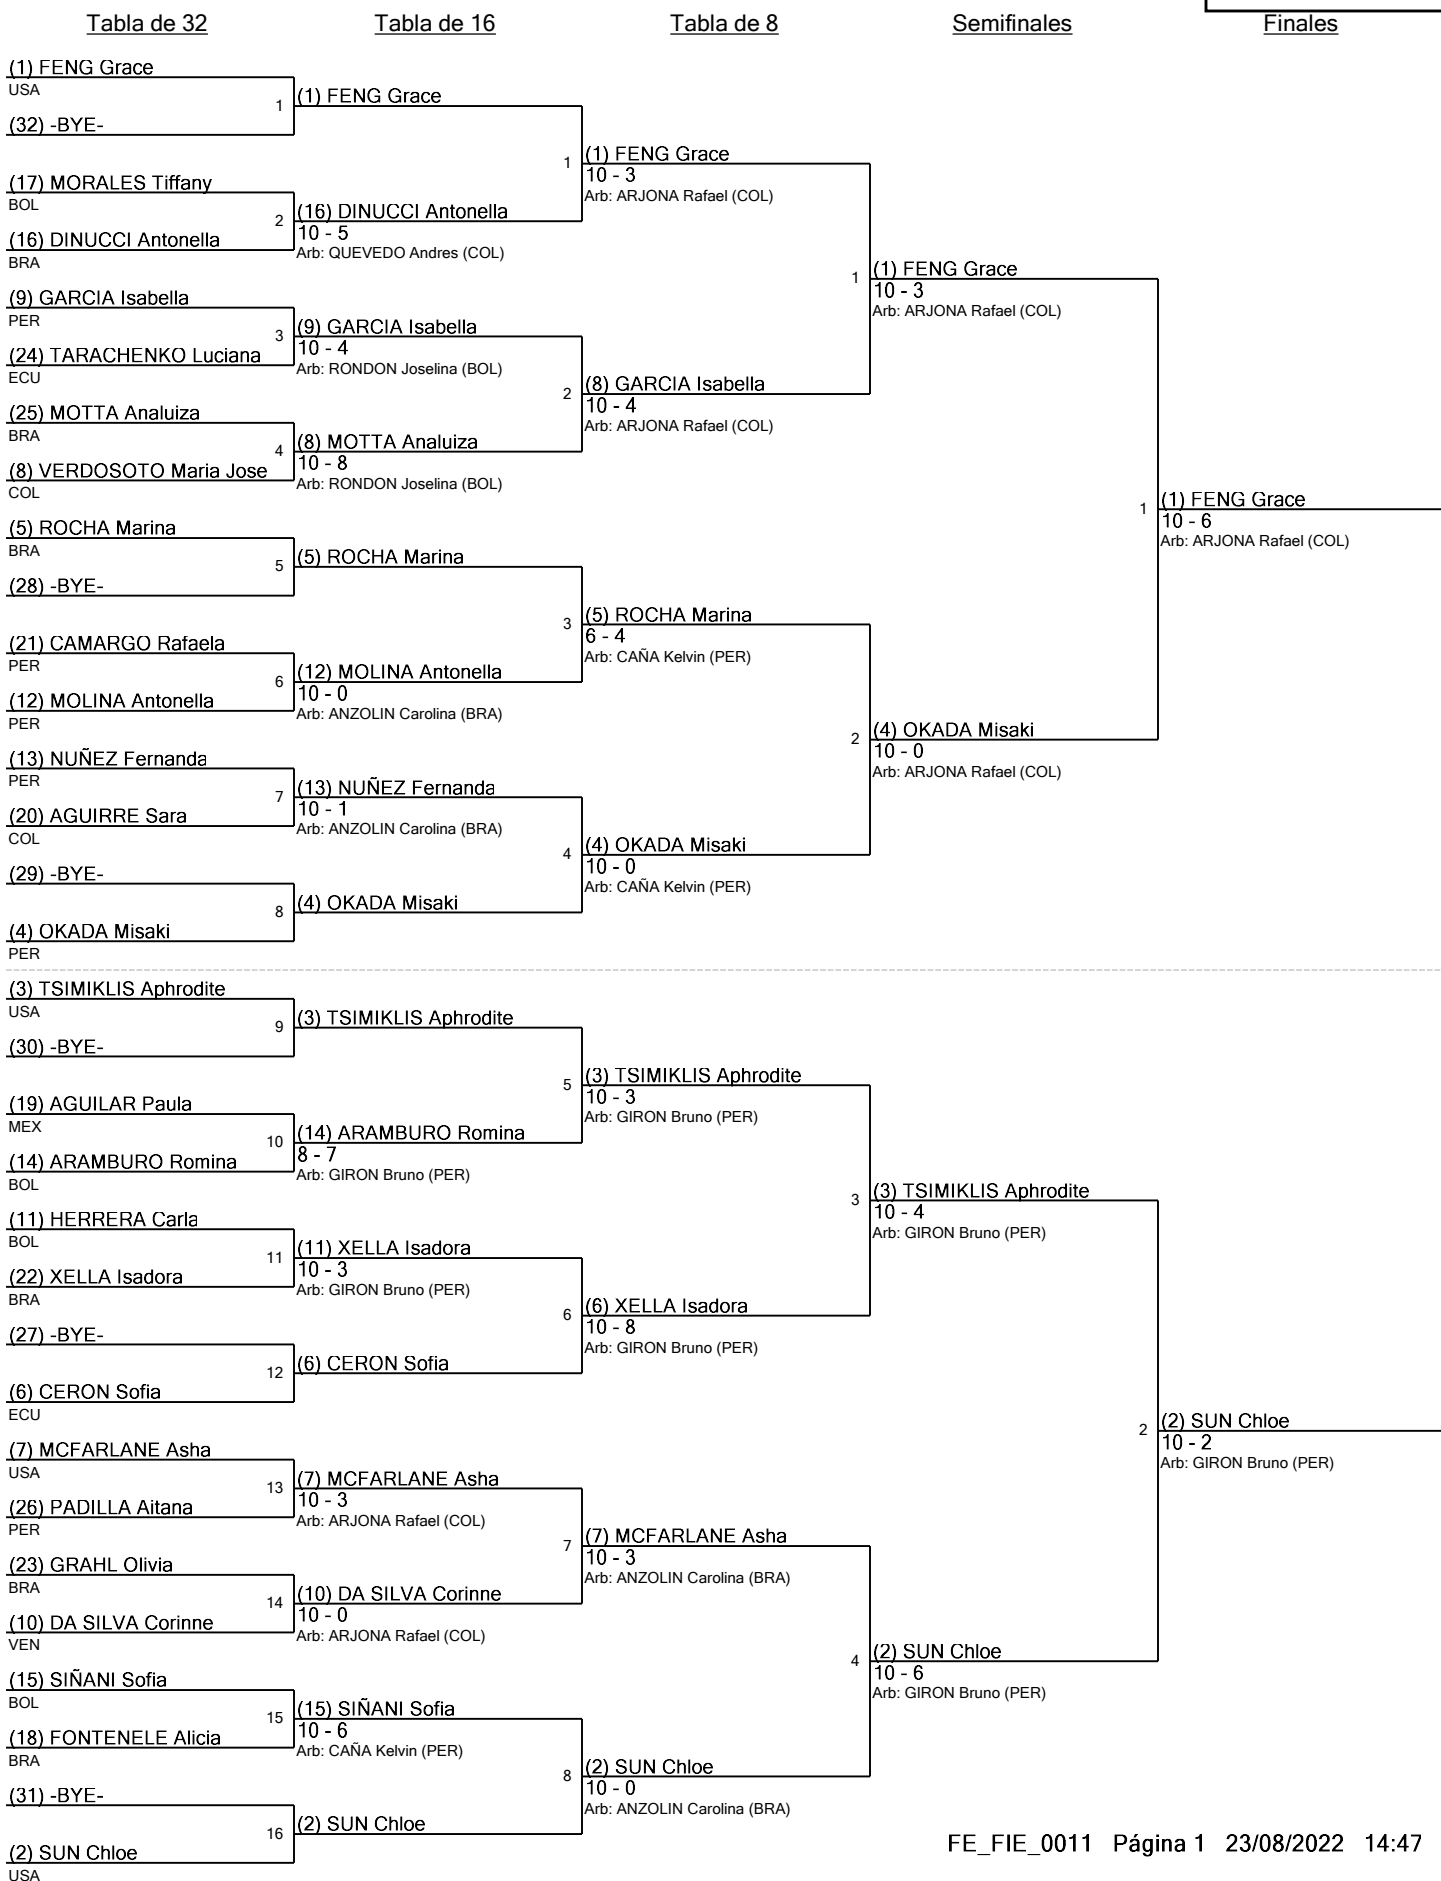 Tabla de 32
Tabla de 16
Tabla de 8
Semifinales
Finales
(1) FENG Grace
USA
1
(32) -BYE-
(17) MORALES Tiffany
BOL
2
(16) DINUCCI Antonella
BRA
(9) GARCIA Isabella
PER
3
(24) TARACHENKO Luciana
ECU
(25) MOTTA Analuiza
BRA
4
(8) VERDOSOTO Maria Jose
COL
(5) ROCHA Marina
BRA
5
(28) -BYE-
(21) CAMARGO Rafaela
PER
6
(12) MOLINA Antonella
PER
(13) NUÑEZ Fernanda
PER
7
(20) AGUIRRE Sara
COL
(29) -BYE-
8
(4) OKADA Misaki
PER
(3) TSIMIKLIS Aphrodite
USA
9
(30) -BYE-
(19) AGUILAR Paula
MEX
10
(14) ARAMBURO Romina
BOL
(11) HERRERA Carla
BOL
11
(22) XELLA Isadora
BRA
(27) -BYE-
12
(6) CERON Sofia
ECU
(7) MCFARLANE Asha
USA
13
(26) PADILLA Aitana
PER
(23) GRAHL Olivia
BRA
14
(10) DA SILVA Corinne
VEN
(15) SIÑANI Sofia
BOL
15
(18) FONTENELE Alicia
BRA
(31) -BYE-
16
(2) SUN Chloe
USA
(1) FENG Grace
1
(16) DINUCCI Antonella
10 - 5
Arb: QUEVEDO Andres (COL)
(9) GARCIA Isabella
10 - 4
Arb: RONDON Joselina (BOL)
2
(8) MOTTA Analuiza
10 - 8
Arb: RONDON Joselina (BOL)
(5) ROCHA Marina
3
(12) MOLINA Antonella
10 - 0
Arb: ANZOLIN Carolina (BRA)
(13) NUÑEZ Fernanda
10 - 1
Arb: ANZOLIN Carolina (BRA)
4
(4) OKADA Misaki
(3) TSIMIKLIS Aphrodite
5
(14) ARAMBURO Romina
8 - 7
Arb: GIRON Bruno (PER)
(11) XELLA Isadora
10 - 3
Arb: GIRON Bruno (PER)
6
(6) CERON Sofia
(7) MCFARLANE Asha
10 - 3
Arb: ARJONA Rafael (COL)
7
(10) DA SILVA Corinne
10 - 0
Arb: ARJONA Rafael (COL)
(15) SIÑANI Sofia
10 - 6
Arb: CAÑA Kelvin (PER)
8
(2) SUN Chloe
(1) FENG Grace
10 - 3
Arb: ARJONA Rafael (COL)
1
(8) GARCIA Isabella
10 - 4
Arb: ARJONA Rafael (COL)
(5) ROCHA Marina
6 - 4
Arb: CAÑA Kelvin (PER)
2
(4) OKADA Misaki
10 - 0
Arb: CAÑA Kelvin (PER)
(3) TSIMIKLIS Aphrodite
10 - 3
Arb: GIRON Bruno (PER)
3
(6) XELLA Isadora
10 - 8
Arb: GIRON Bruno (PER)
(7) MCFARLANE Asha
10 - 3
Arb: ANZOLIN Carolina (BRA)
4
(2) SUN Chloe
10 - 0
Arb: ANZOLIN Carolina (BRA)
(1) FENG Grace
10 - 3
Arb: ARJONA Rafael (COL)
1
(4) OKADA Misaki
10 - 0
Arb: ARJONA Rafael (COL)
(3) TSIMIKLIS Aphrodite
10 - 4
Arb: GIRON Bruno (PER)
2
(2) SUN Chloe
10 - 6
Arb: GIRON Bruno (PER)
(1) FENG Grace
10 - 6
Arb: ARJONA Rafael (COL)
(2) SUN Chloe
10 - 2
Arb: GIRON Bruno (PER)
FE_FIE_0011 Página 1 23/08/2022 14:47